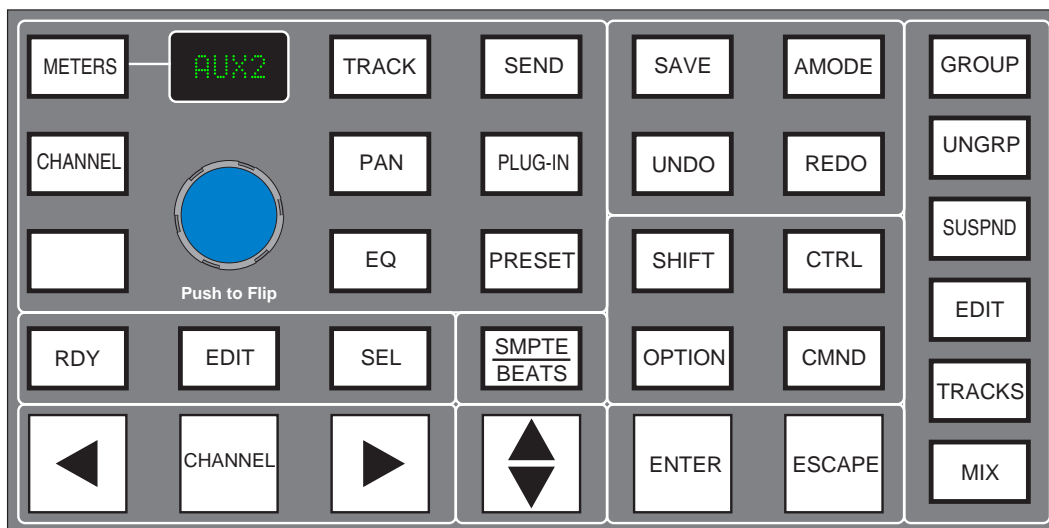 METERS
AUX2
TRACK
SEND
SAVE
AMODE
GROUP
CHANNEL
PAN
PLUG-IN
UNDO
REDO
UNGRP
SUSPND
EQ
PRESET
SHIFT
CTRL
Push to Flip
EDIT
RDY
EDIT
SEL
SMPTE
BEATS
OPTION
CMND
TRACKS
CHANNEL
ENTER
ESCAPE
MIX